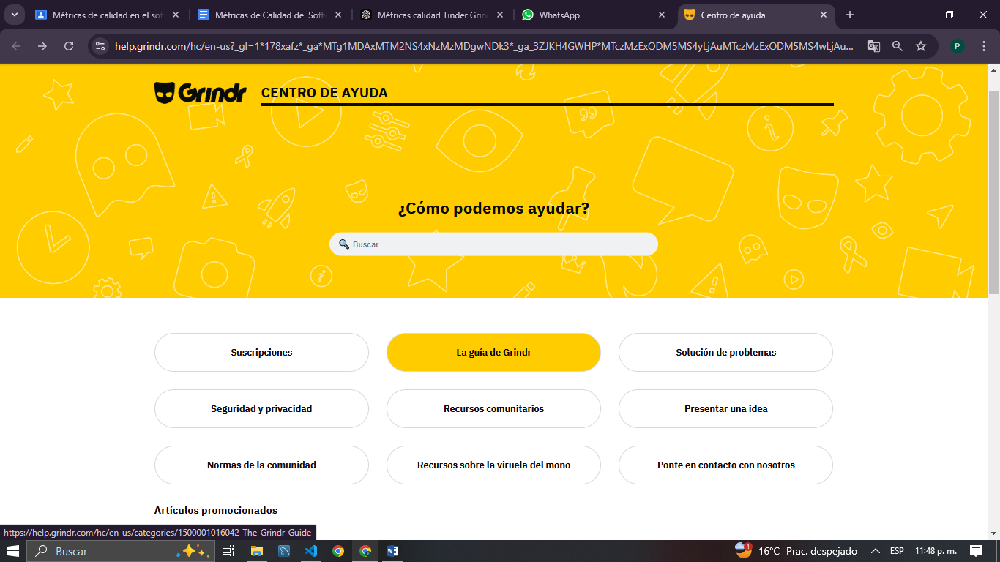 Métricas de calidad en el sof
Métricas de Calidad del Soft
Métricas calidad Tinder Grin
WhatsApp
Centro de ayuda
help.grindr.com/hc/en-us?_gl=1*178xafz*_ga*MTg1MDAxMTM2NS4xNzMzMDgwNDk3*_ga_3ZJKH4GWHP*MTczMzExODM5MS4yLjAuMTczMzExODM5MS4wLjAu...
P
Grindr
CENTRO DE AYUDA
¿Cómo podemos ayudar?
Buscar
Suscripciones
La guía de Grindr
Solución de problemas
Seguridad y privacidad
Recursos comunitarios
Presentar una idea
Normas de la comunidad
Recursos sobre la viruela del mono
Ponte en contacto con nosotros
Artículos promocionados
https://help.grindr.com/hc/en-us/categories/1500001016042-The-Grindr-Guide
Buscar
1
16°C Prac. despejado
ESP
11:48 p. m.